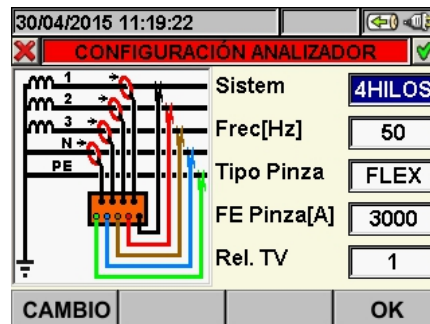 30/04/2015 11:19:22
CONFIGURACIÓN ANALIZADOR
1
2
3
N
PE
Sistem 4HILOS
Frec[Hz] 50
Tipo Pinza FLEX
FE Pinza[A] 3000
Rel. TV 1
CAMBIO OK